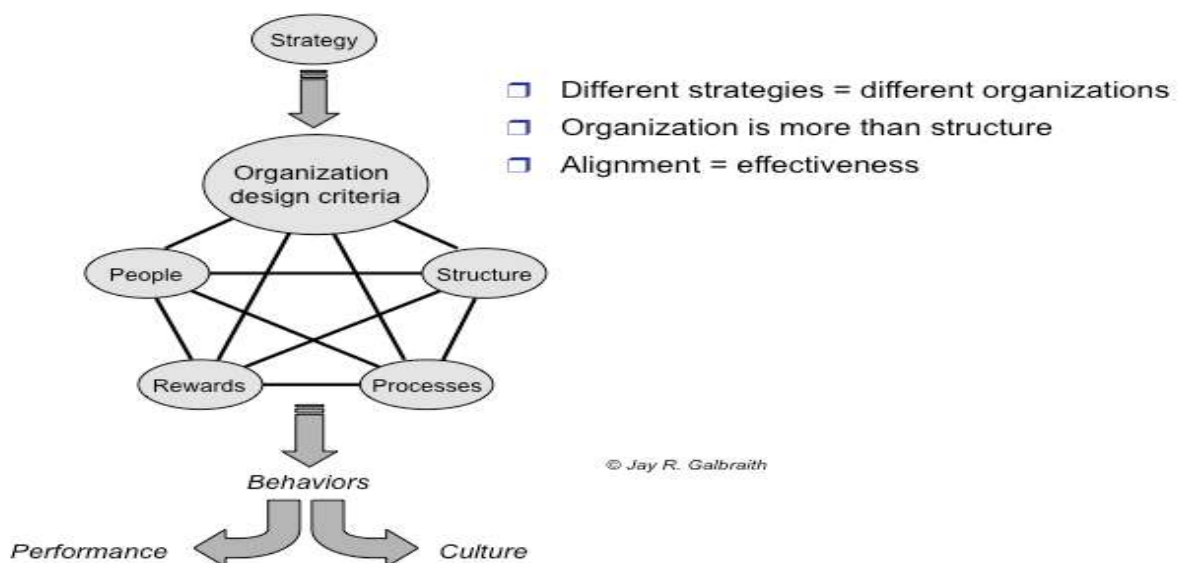 Strategy
Different strategies = different organizations
Organization is more than structure
Alignment = effectiveness
Organization
design criteria
People
Structure
Rewards
Processes
© Jay R. Galbraith
Behaviors
Performance
Culture